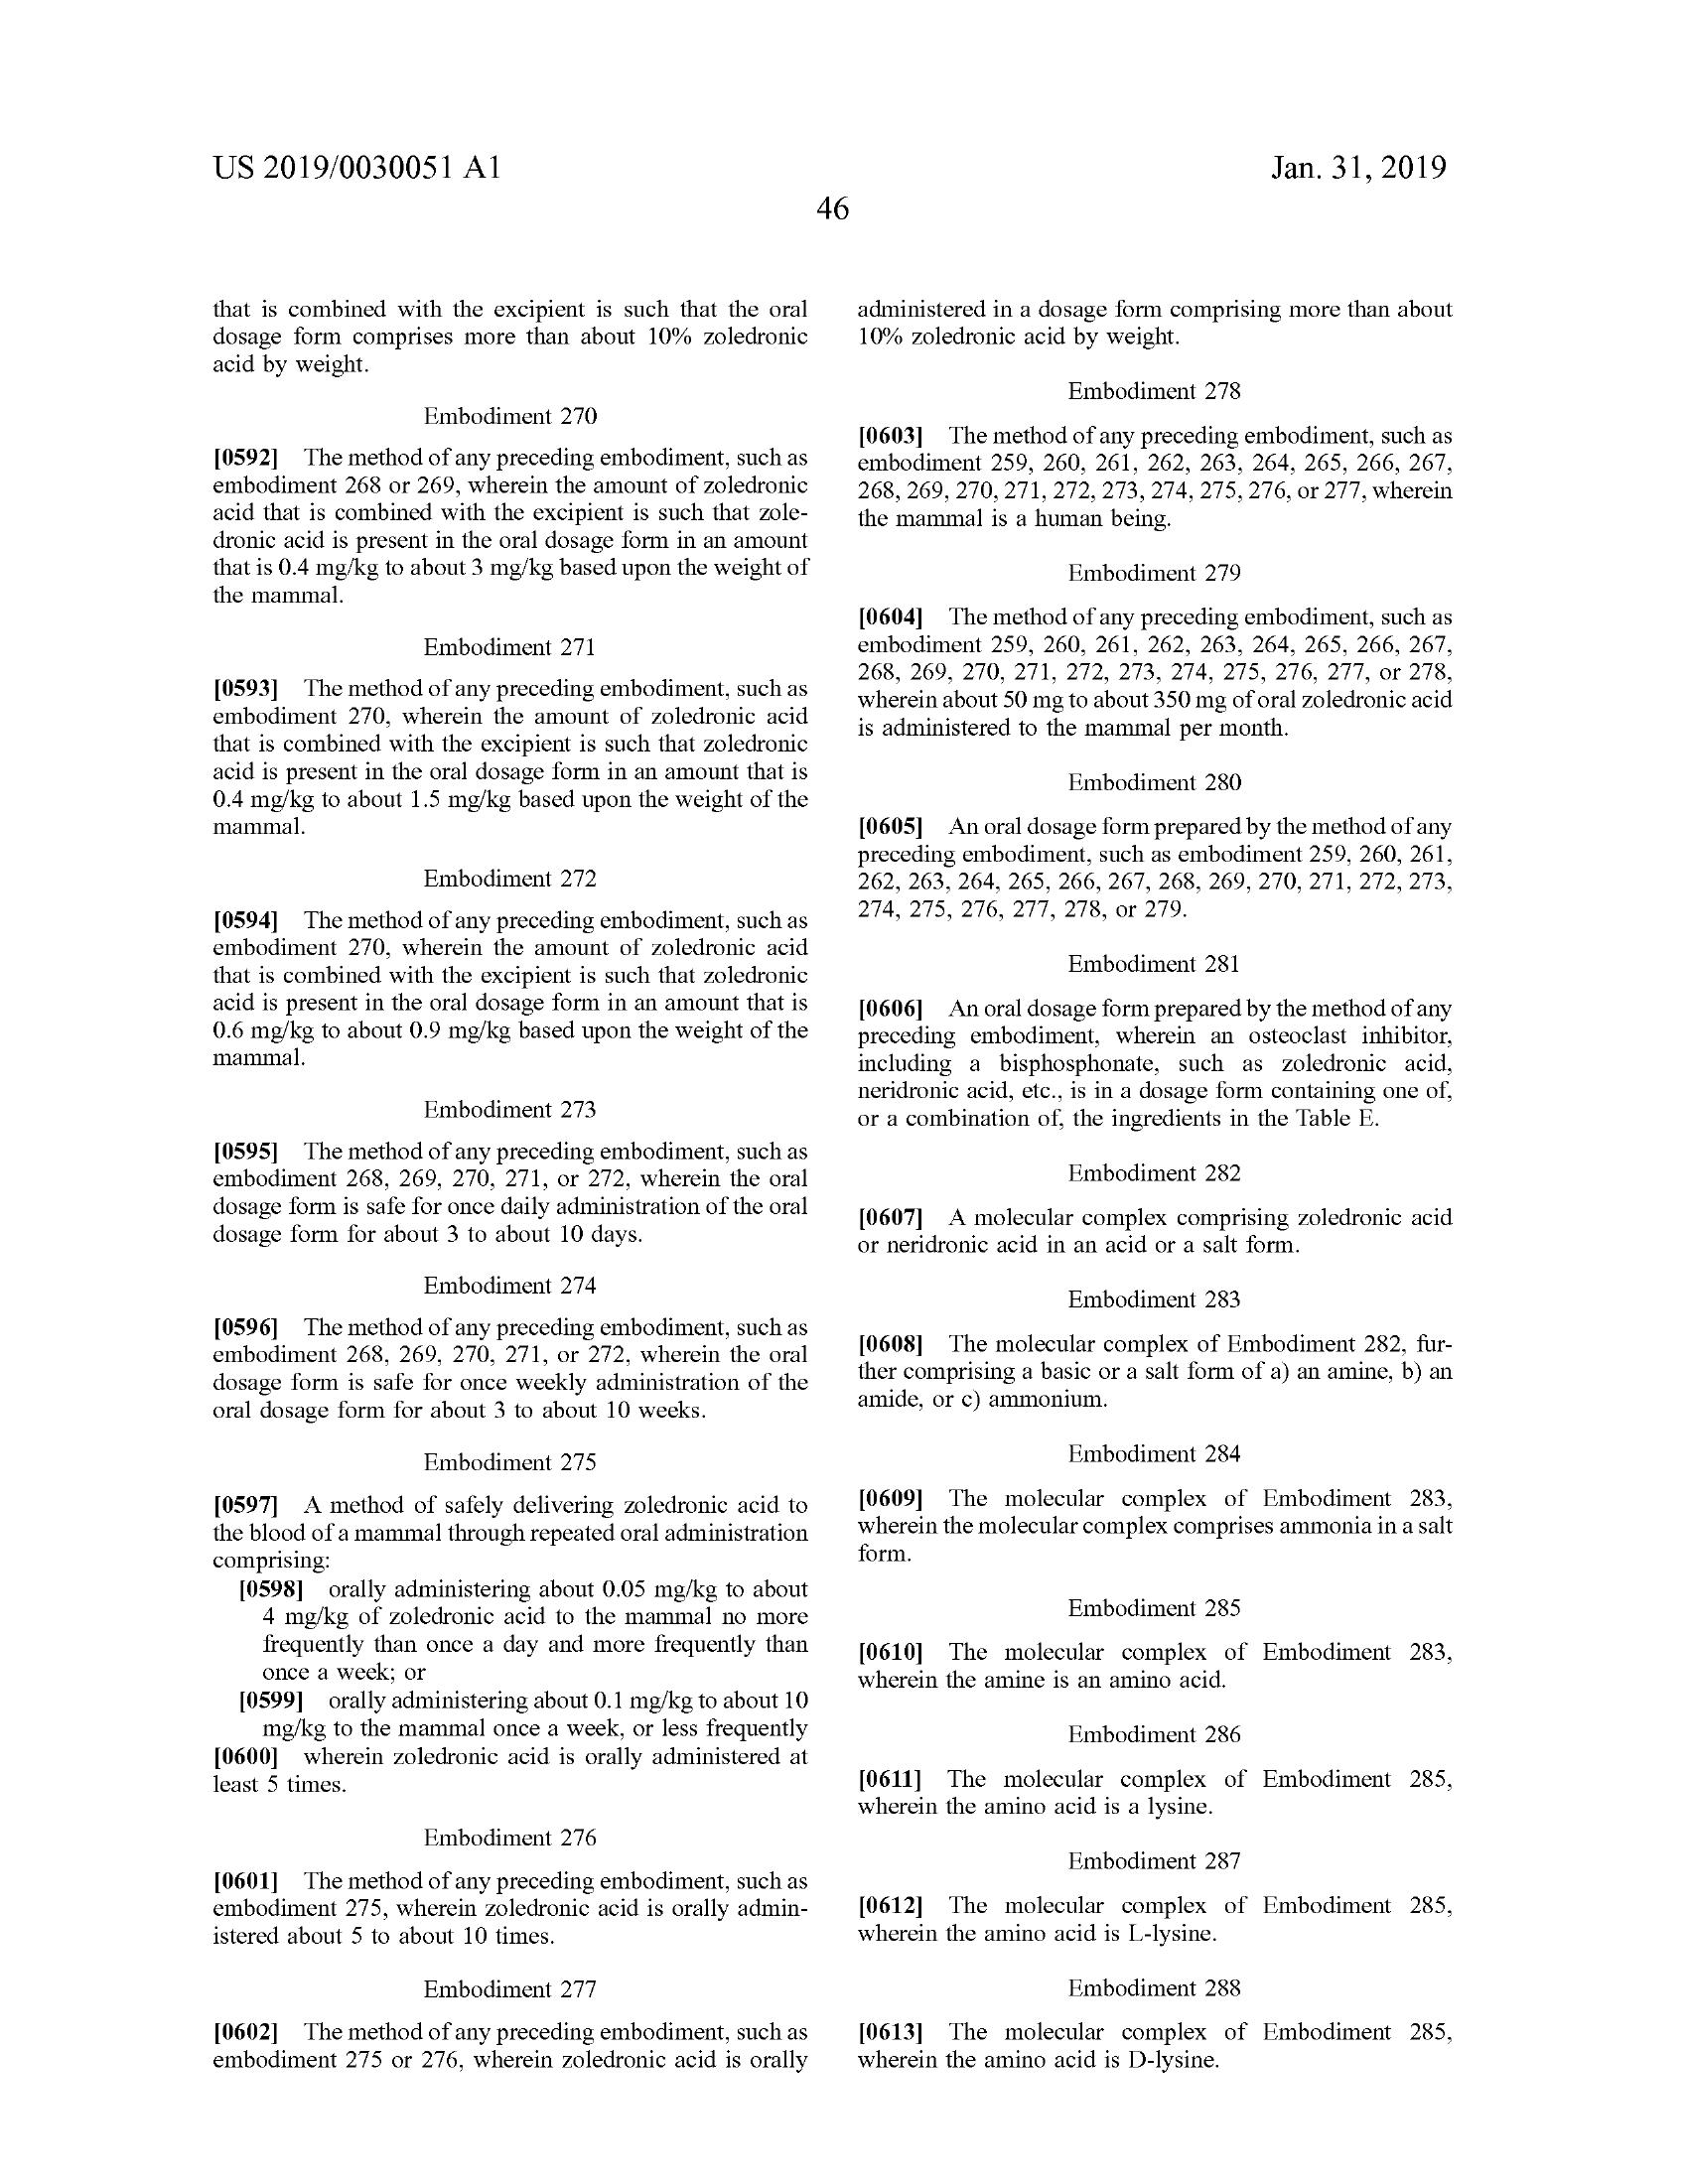 US 2019/0030051 A1
Jan. 31, 2019
46
that is combined with the excipient is such that the oral
dosage form comprises more than about 10% zoledronic
acid by weight.
Embodiment 270
[0592] The method of any preceding embodiment, such as
embodiment 268 or 269, wherein the amount of zoledronic
acid that is combined with the excipient is such that zole-
dronic acid is present in the oral dosage form in an amount
that is 0.4 mg/kg to about 3 mg/kg based upon the weight of
the mammal.
Embodiment 271
[0593] The method of any preceding embodiment, such as
embodiment 270, wherein the amount of zoledronic acid
that is combined with the excipient is such that zoledronic
acid is present in the oral dosage form in an amount that is
0.4 mg/kg to about 1.5 mg/kg based upon the weight of the
mammal.
Embodiment 272
[0594] The method of any preceding embodiment, such as
embodiment 270, wherein the amount of zoledronic acid
that is combined with the excipient is such that zoledronic
acid is present in the oral dosage form in an amount that is
0.6 mg/kg to about 0.9 mg/kg based upon the weight of the
mammal.
Embodiment 273
[0595] The method of any preceding embodiment, such as
embodiment 268, 269, 270, 271, or 272, wherein the oral
dosage form is safe for once daily administration of the oral
dosage form for about 3 to about 10 days.
Embodiment 274
[0596] The method of any preceding embodiment, such as
embodiment 268, 269, 270, 271, or 272, wherein the oral
dosage form is safe for once weekly administration of the
oral dosage form for about 3 to about 10 weeks.
Embodiment 275
[0597] A method of safely delivering zoledronic acid to
the blood of a mammal through repeated oral administration
comprising:
[0598] orally administering about 0.05 mg/kg to about
4 mg/kg of zoledronic acid to the mammal no more
frequently than once a day and more frequently than
once a week; or
[0599] orally administering about 0.1 mg/kg to about 10
mg/kg to the mammal once a week, or less frequently
[0600] wherein zoledronic acid is orally administered at
least 5 times.
Embodiment 276
[0601] The method of any preceding embodiment, such as
embodiment 275, wherein zoledronic acid is orally admin-
istered about 5 to about 10 times.
Embodiment 277
[0602] The method of any preceding embodiment, such as
embodiment 275 or 276, wherein zoledronic acid is orally
administered in a dosage form comprising more than about
10% zoledronic acid by weight.
Embodiment 278
[0603] The method of any preceding embodiment, such as
embodiment 259, 260, 261, 262, 263, 264, 265, 266, 267,
268, 269, 270, 271, 272, 273, 274, 275, 276, or 277, wherein
the mammal is a human being.
Embodiment 279
[0604] The method of any preceding embodiment, such as
embodiment 259, 260, 261, 262, 263, 264, 265, 266, 267,
268, 269, 270, 271, 272, 273, 274, 275, 276, 277, or 278,
wherein about 50 mg to about 350 mg of oral zoledronic acid
is administered to the mammal per month.
Embodiment 280
[0605] An oral dosage form prepared by the method of any
preceding embodiment, such as embodiment 259, 260, 261,
262, 263, 264, 265, 266, 267, 268, 269, 270, 271, 272, 273,
274, 275, 276, 277, 278, or 279.
Embodiment 281
[0606] An oral dosage form prepared by the method of any
preceding embodiment, wherein an osteoclast inhibitor,
including a bisphosphonate, such as zoledronic acid,
neridronic acid, etc., is in a dosage form containing one of,
or a combination of, the ingredients in the Table E.
Embodiment 282
[0607] A molecular complex comprising zoledronic acid
or neridronic acid in an acid or a salt form.
Embodiment 283
[0608] The molecular complex of Embodiment 282, fur-
ther comprising a basic or a salt form of a) an amine, b) an
amide, or c) ammonium.
Embodiment 284
[0609] The molecular complex of Embodiment 283,
wherein the molecular complex comprises ammonia in a salt
form.
Embodiment 285
[0610] The molecular complex of Embodiment 283,
wherein the amine is an amino acid.
Embodiment 286
[0611] The molecular complex of Embodiment 285,
wherein the amino acid is a lysine.
Embodiment 287
[0612] The molecular complex of Embodiment 285,
wherein the amino acid is L-lysine.
Embodiment 288
[0613] The molecular complex of Embodiment 285,
wherein the amino acid is D-lysine.